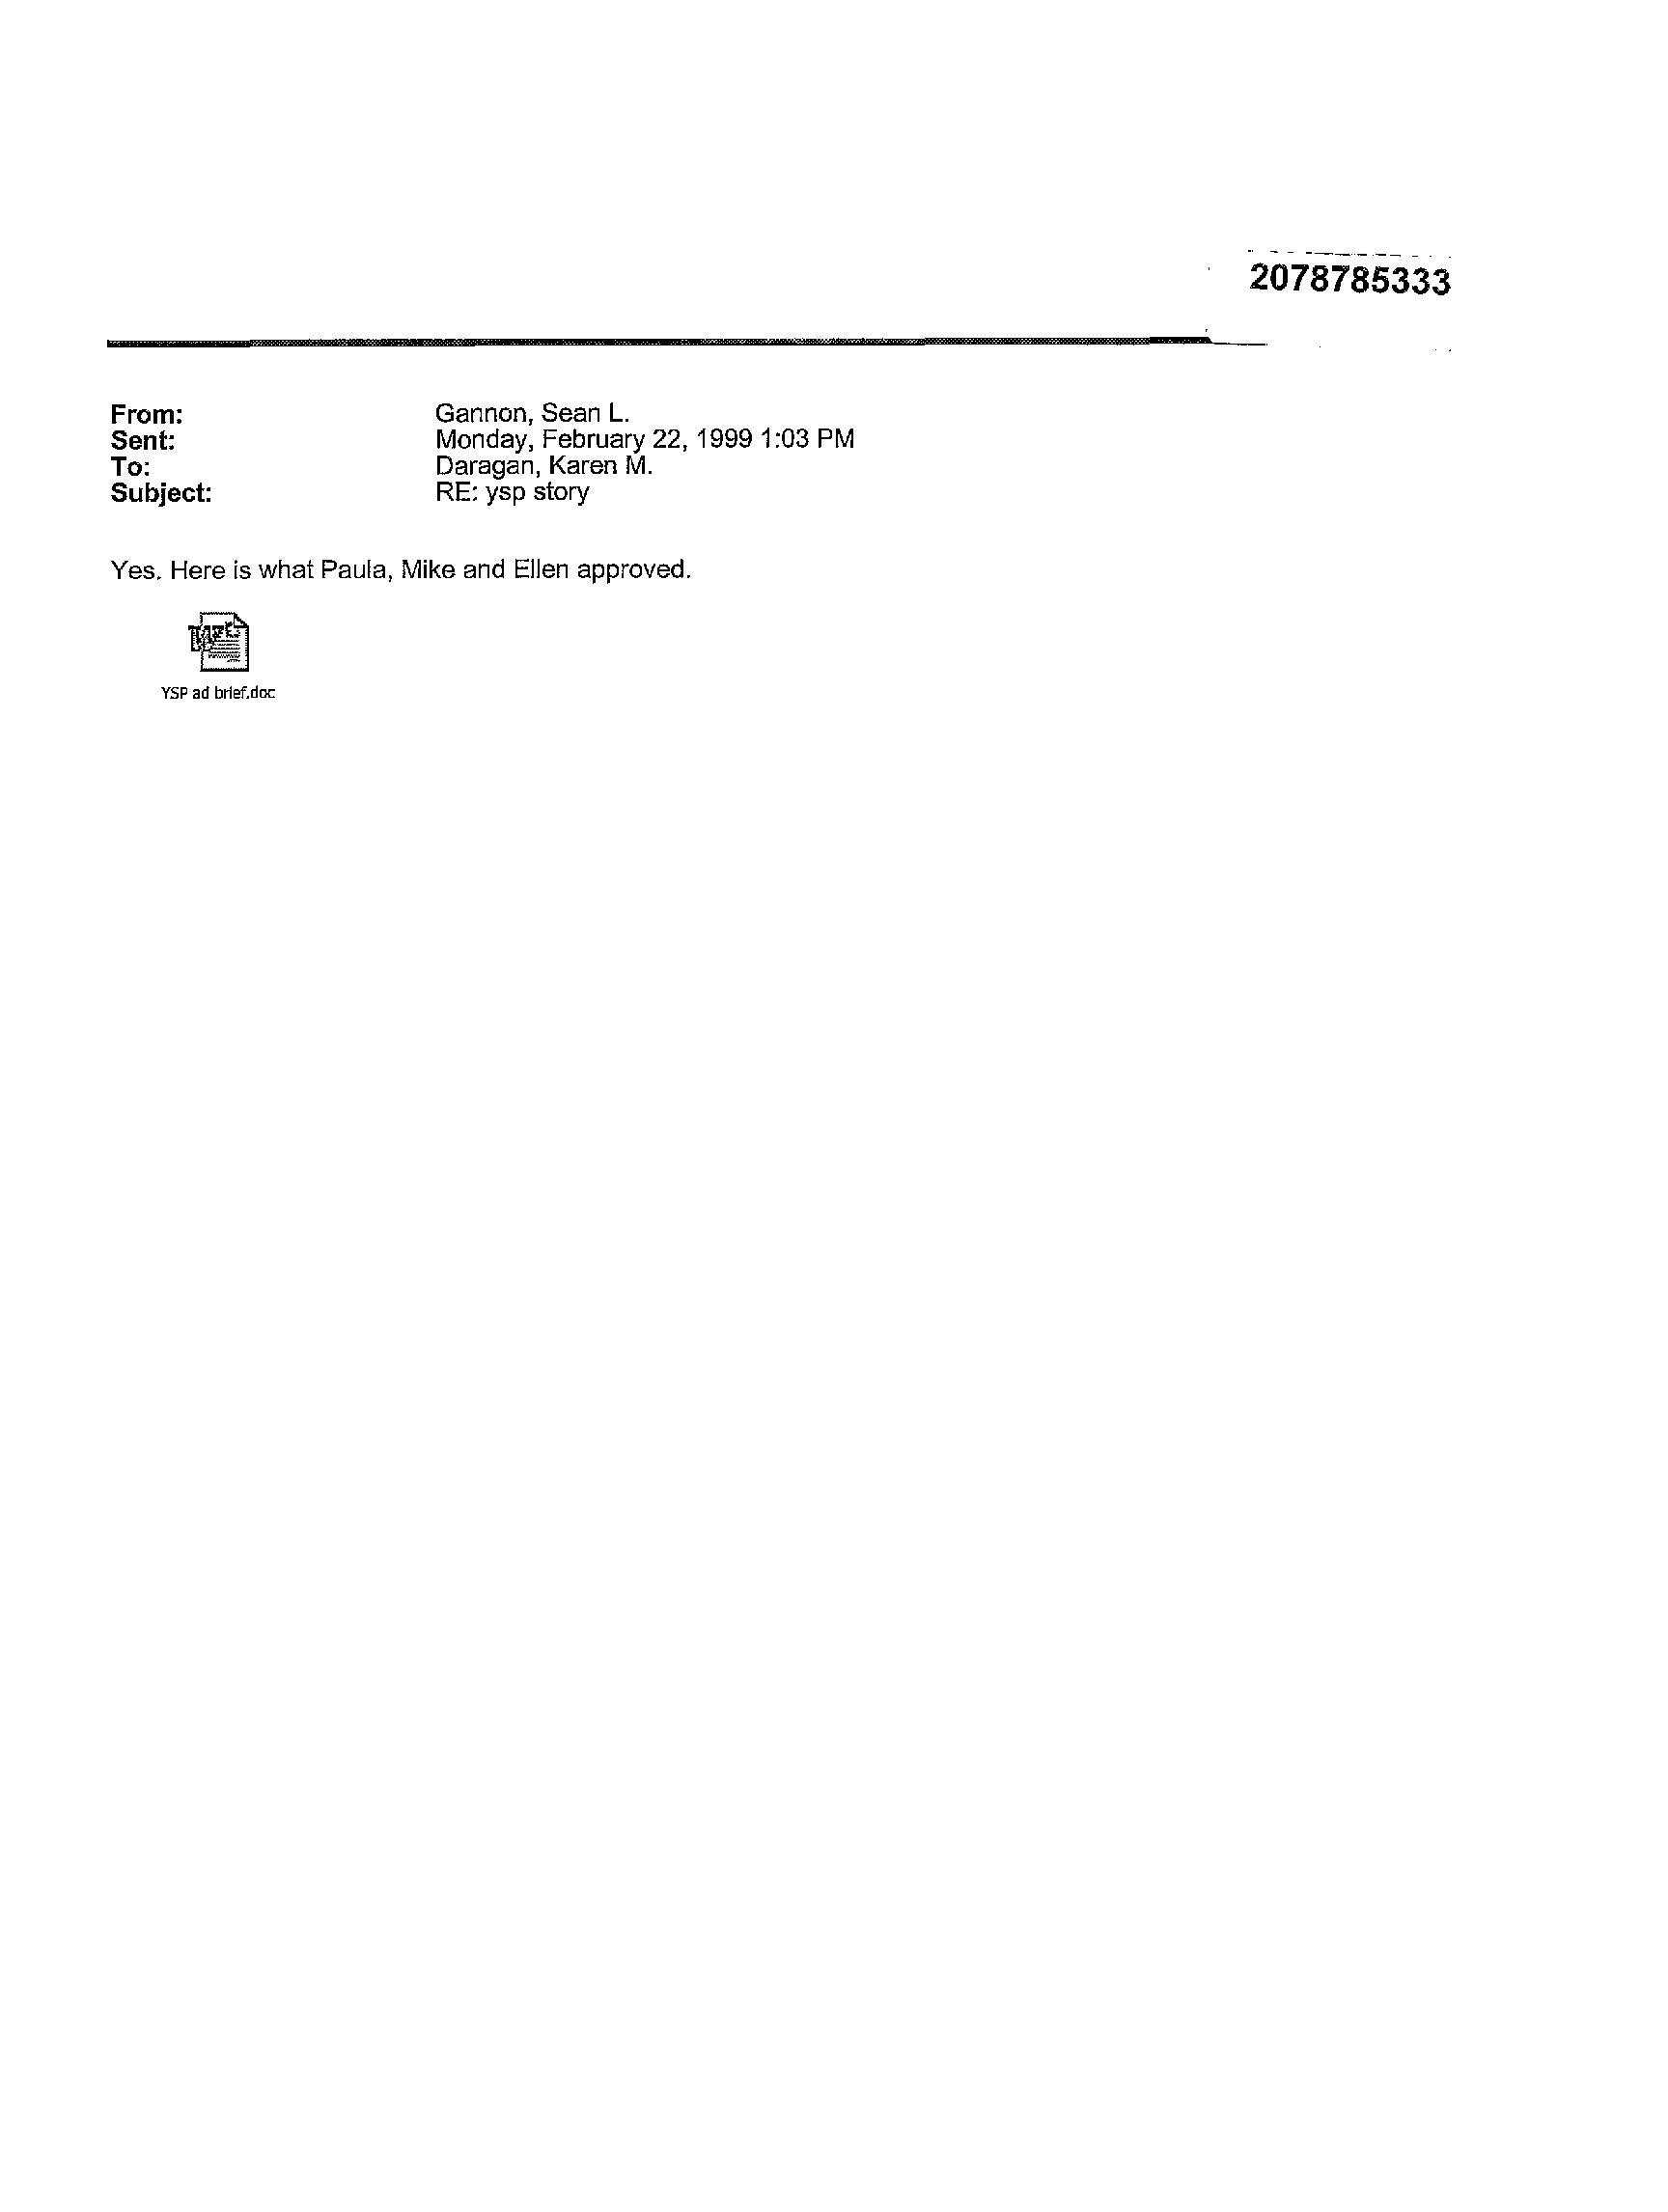 2078785333
From: Gannon, Sean L.
Sent: Monday, February 22, 1999 1:03 PM
To: Daragan, Karen M.
Subject: RE: ysp story
Yes. Here is what Paula, Mike and Ellen approved.
YSP ad brief.doc